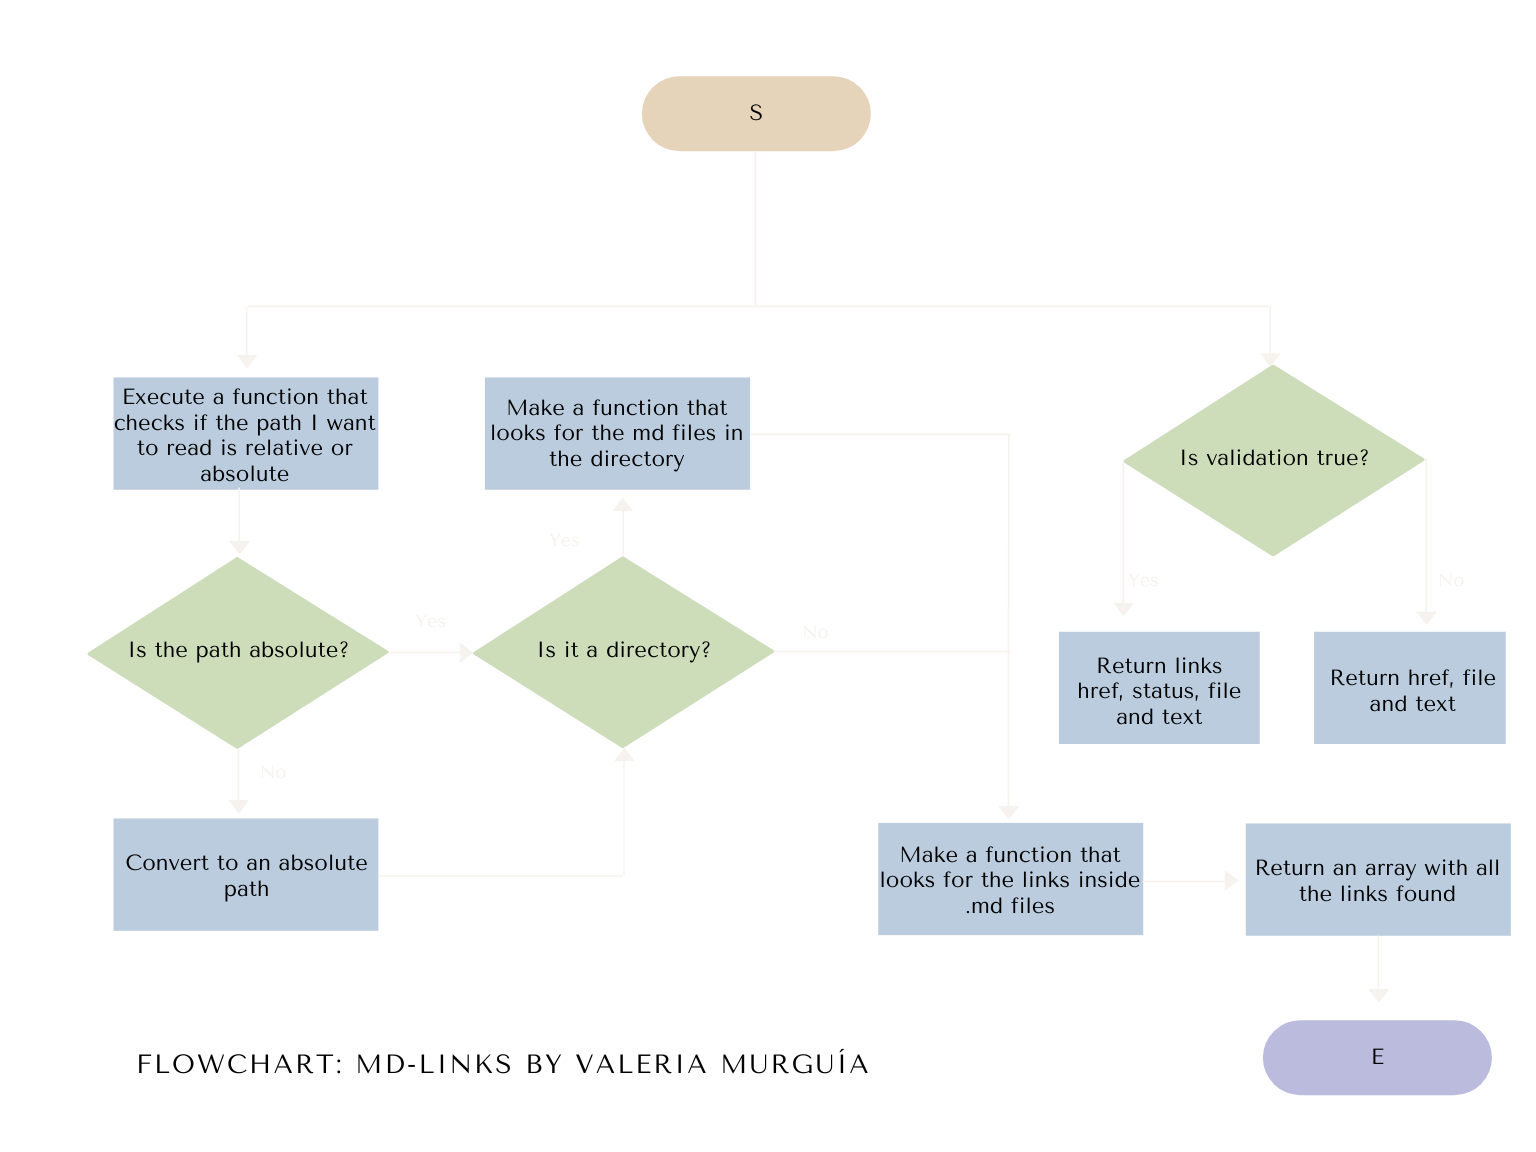 S
Execute a function that
checks if the path I want
to read is relative or
absolute
Make a function that
looks for the md files in
the directory
Is validation true?
Yes
Yes
No
Is the path absolute?
Yes
Is it a directory?
No
Return links
href, status, file
and text
Return href, file
and text
No
Convert to an absolute
path
Make a function that
looks for the links inside
.md files
Return an array with all
the links found
E
FLOWCHART: MD-LINKS BY VALERIA MURGUÍA